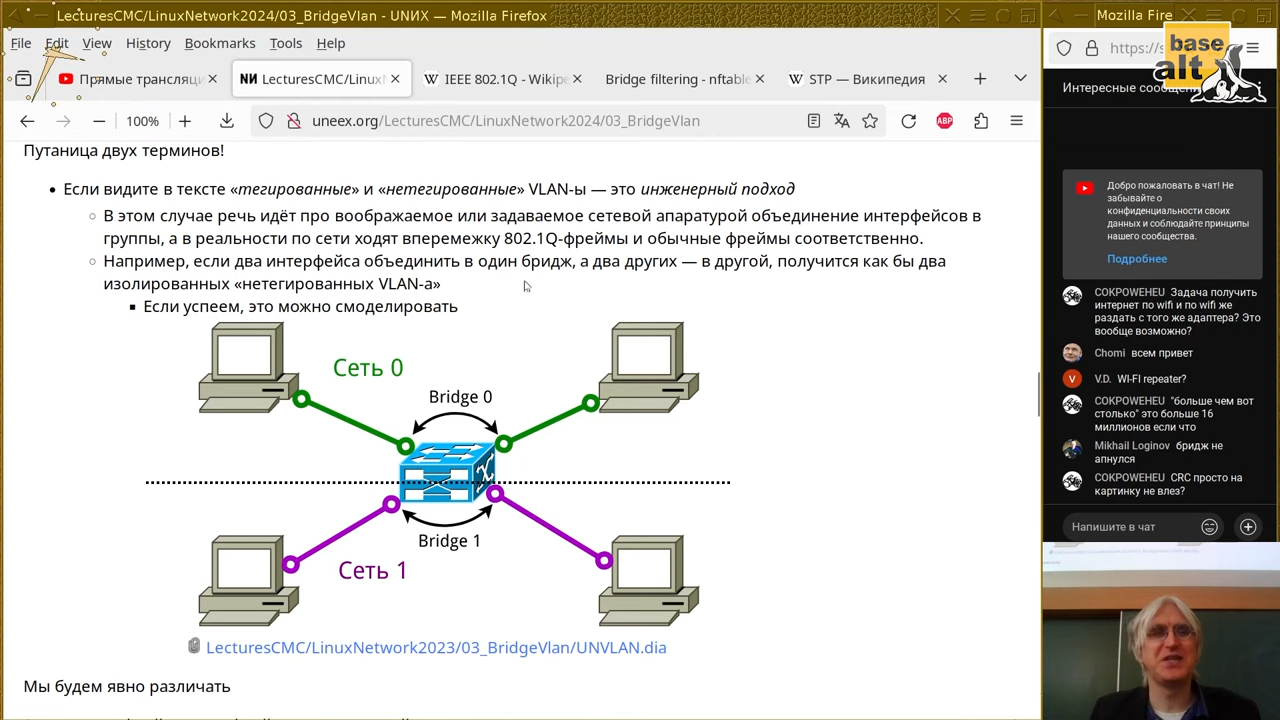 LecturesCMC/LinuxNetwork2024/03_BridgeVlan - UNИX — Mozilla Firefox
Mozilla Fire
File Edit View History Bookmarks Tools Help
Прямые трансляц
LecturesCMC/Linux
IEEE 802.1Q - Wikipe
Bridge filtering - nftable
STP — Википедия
100%
uneex.org/LecturesCMC/LinuxNetwork2024/03_BridgeVlan
ABP
https://s
base
alt
Интересные сообщен
Путаница двух терминов!
Если видите в тексте «тегированные» и «нетегированные» VLAN-ы — это инженерный подход
В этом случае речь идёт про воображаемое или задаваемое сетевой апаратурой объединение интерфейсов в
группы, а в реальности по сети ходят вперемежку 802.1Q-фреймы и обычные фреймы соответственно.
Например, если два интерфейса объединить в один бридж, а два других — в другой, получится как бы два
изолированных «нетегированных VLAN-а»
Если успеем, это можно смоделировать
Сеть 0
Bridge 0
Bridge 1
Сеть 1
LecturesCMC/LinuxNetwork2023/03_BridgeVlan/UNVLAN.dia
Мы будем явно различать
Добро пожаловать в чат! Не
забывайте о
конфиденциальности своих
данных и соблюдайте принципы
нашего сообщества.
Подробнее
COKPOWEHEU Задача получить
интернет по wifi и по wifi же
раздать с того же адаптера? Это
вообще возможно?
Chomi всем привет
V
V.D. WI-FI repeater?
COKPOWEHEU "больше чем вот
столько" это больше 16
миллионов если что
Mikhail Loginov бридж не
апнулся
COKPOWEHEU CRC просто на
картинку не влез?
Напишите в чат